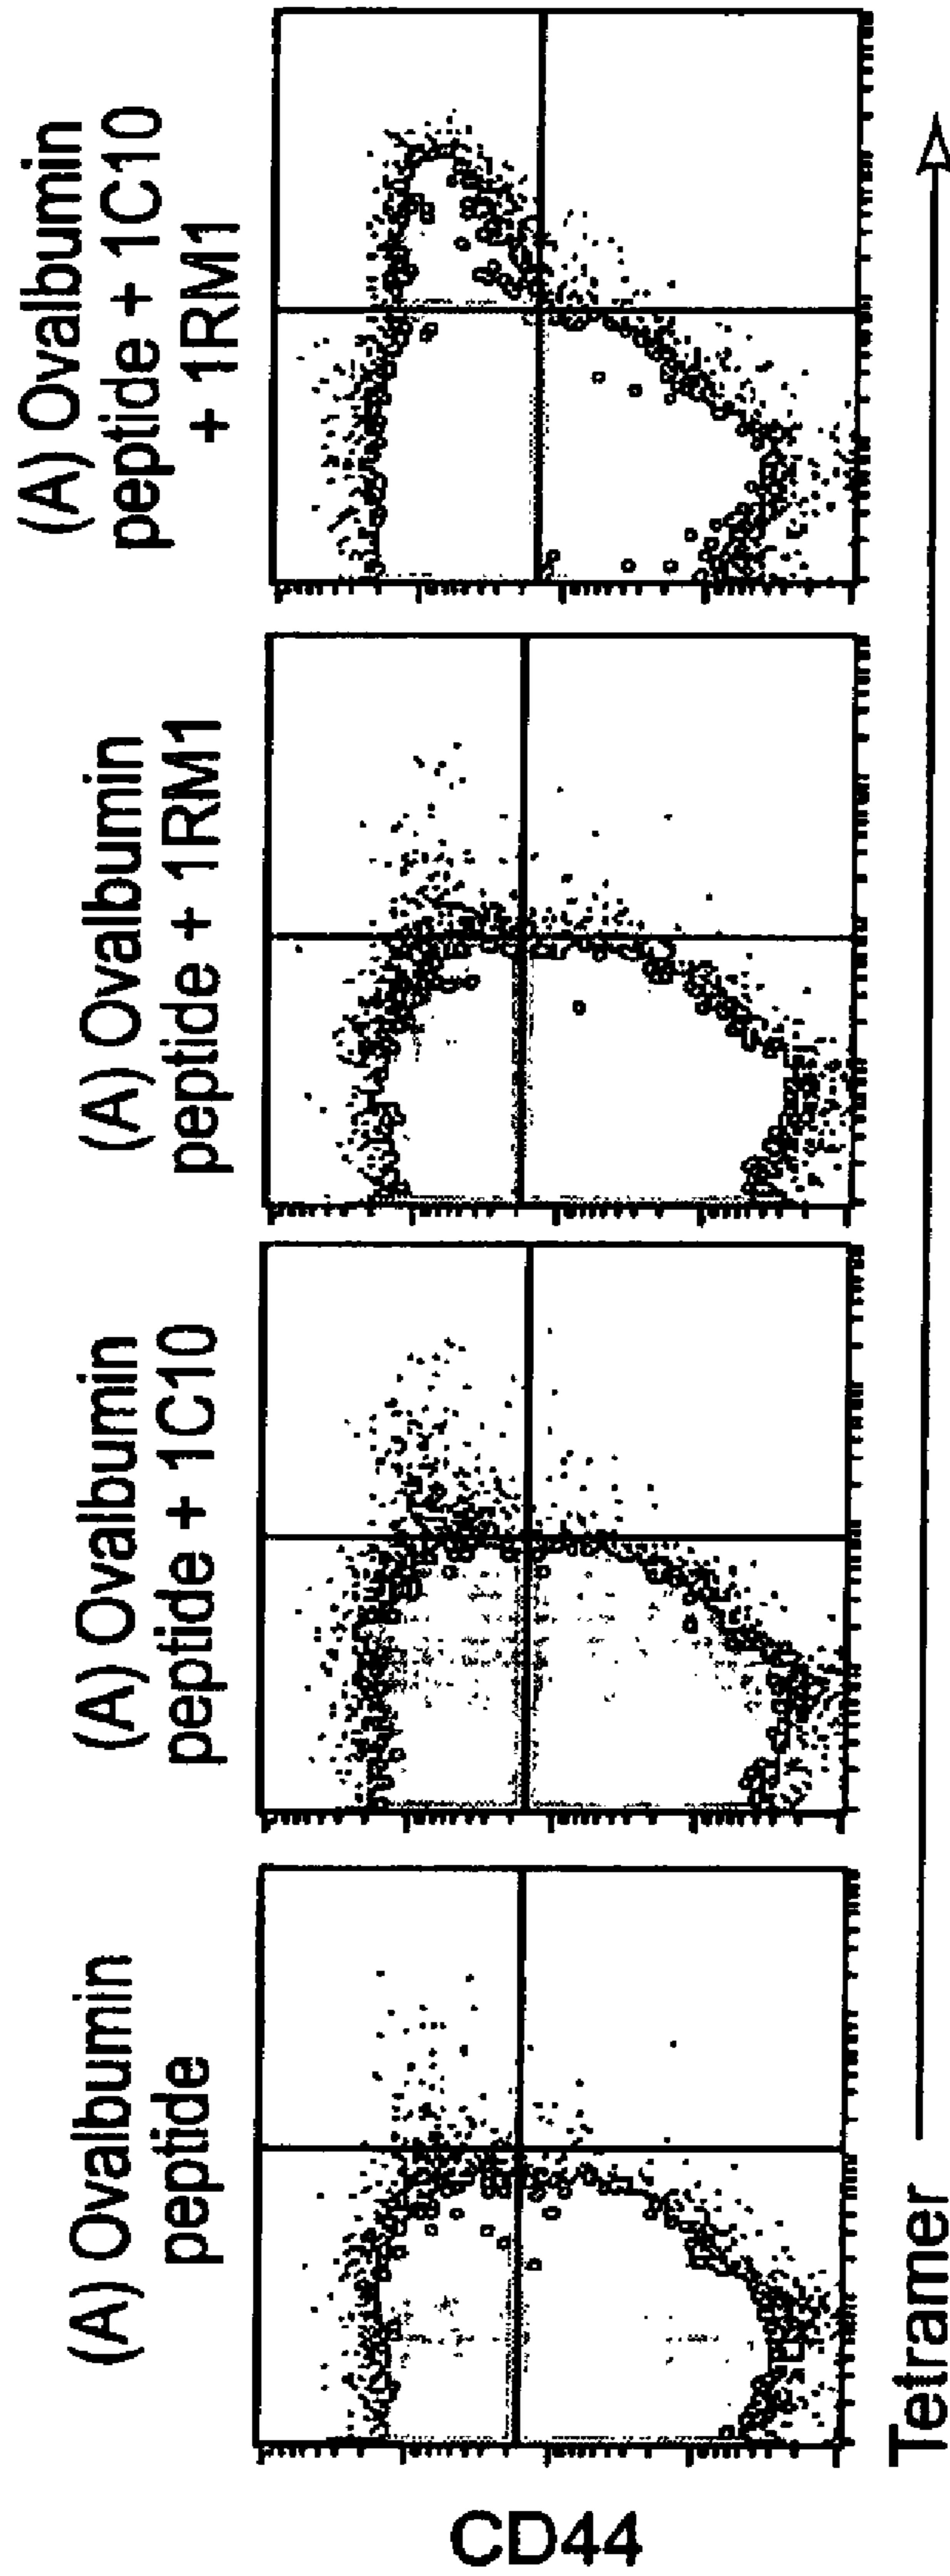 (A) Ovalbumin
peptide
(A) Ovalbumin
peptide + 1C10
(A) Ovalbumin
peptide + 1RM1
(A) Ovalbumin
peptide + 1C10
+ 1RM1
CD44
Tetramer